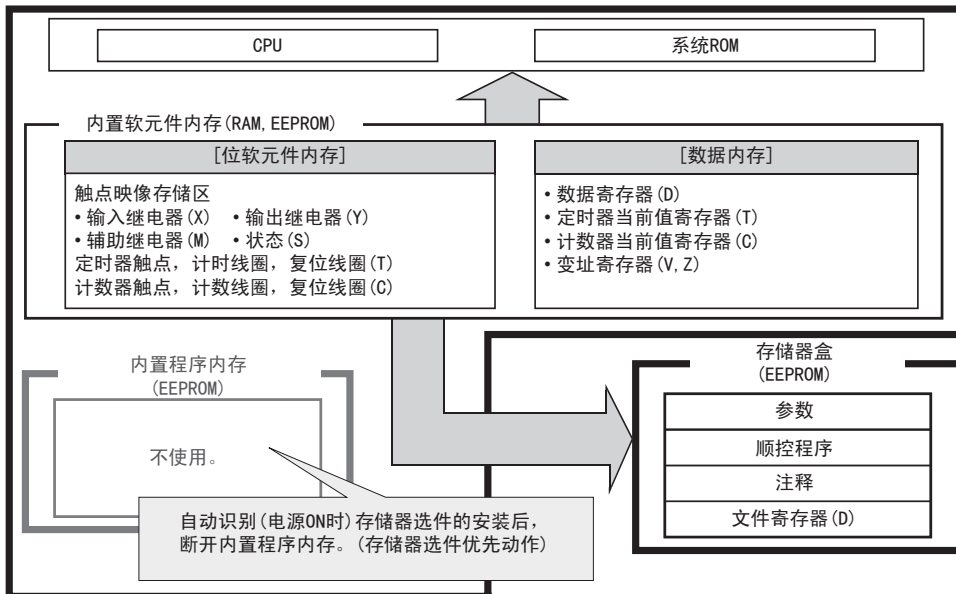 CPU
系统ROM
内置软元件内存(RAM, EEPROM)
[位软元件内存]
触点映像存储区
•输入继电器(X) •输出继电器(Y)
•辅助继电器(M) •状态(S)
定时器触点，计时线圈，复位线圈(T)
计数器触点，计数线圈，复位线圈(C)
[数据内存]
•数据寄存器(D)
•定时器当前值寄存器(T)
•计数器当前值寄存器(C)
•变址寄存器(V, Z)
内置程序内存
(EEPROM)
不使用。
自动识别(电源ON时)存储器选件的安装后，
断开内置程序内存。(存储器选件优先动作)
存储器盒
(EEPROM)
参数
顺控程序
注释
文件寄存器(D)